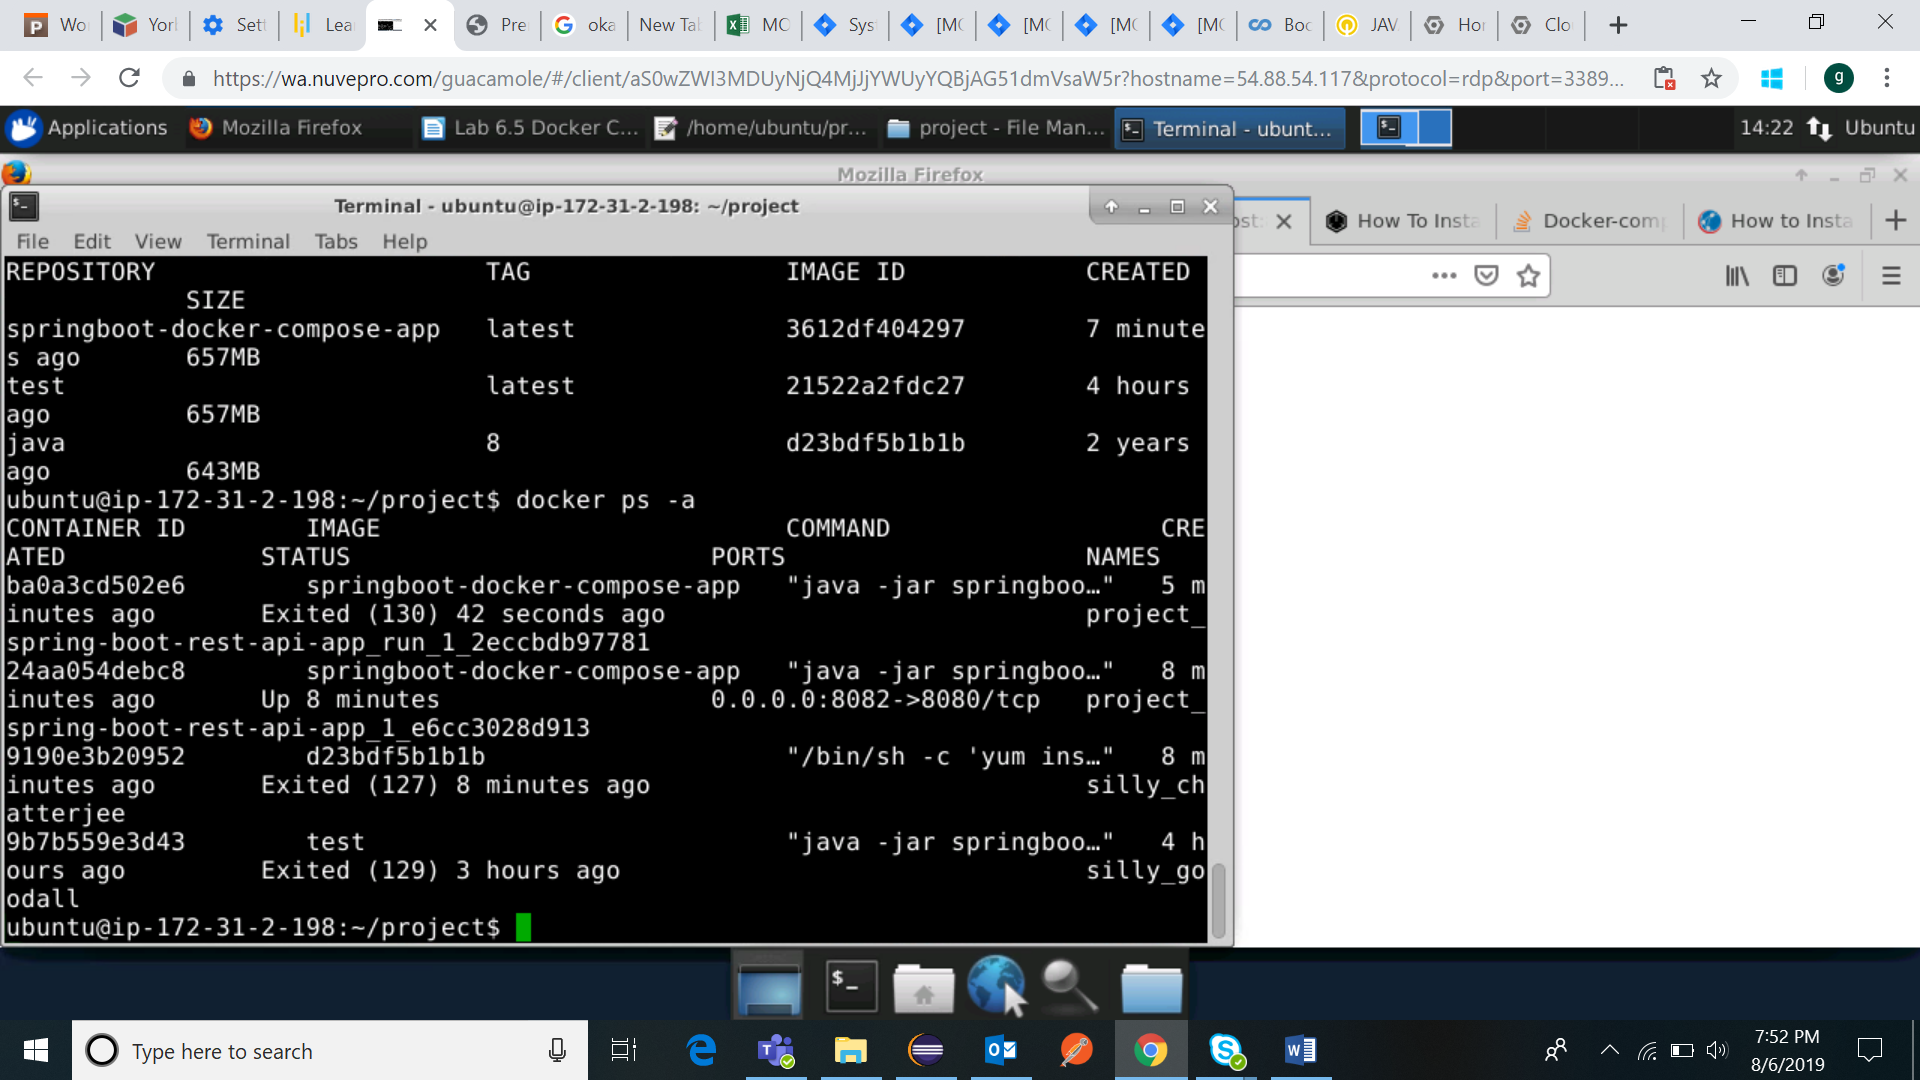 Wo
Yorl
Sett
Lea
Pre
oka
New Tab
MO
Sys
[MC
[MC
[MC
[MC
Boc
JAV
Hor
Clo
https://wa.nuvepro.com/guacamole/#/client/aS0wZWI3MDUyNjQ4MjJjYWUyYQBjAG51dmVsaW5r?hostname=54.88.54.117&protocol=rdp&port=3389...
g
Applications
Mozilla Firefox
Lab 6.5 Docker C...
/home/ubuntu/pr...
project - File Man...
Terminal - ubunt...
14:22
Ubuntu
Mozilla Firefox
Terminal - ubuntu@ip-172-31-2-198: ~/project
ost:
How To Insta
Docker-comp
How to Insta
File Edit View Terminal Tabs Help
REPOSITORY TAG IMAGE ID CREATED
SIZE
springboot-docker-compose-app latest 3612df404297 7 minute
s ago 657MB
test latest 21522a2fdc27 4 hours
ago 657MB
java 8 d23bdf5b1b1b 2 years
ago 643MB
ubuntu@ip-172-31-2-198:~/project$ docker ps -a
CONTAINER ID IMAGE COMMAND CRE
ATED STATUS PORTS NAMES
ba0a3cd502e6 springboot-docker-compose-app "java -jar springboo…" 5 m
inutes ago Exited (130) 42 seconds ago project_
spring-boot-rest-api-app_run_1_2eccbdb97781
24aa054debc8 springboot-docker-compose-app "java -jar springboo…" 8 m
inutes ago Up 8 minutes 0.0.0.0:8082->8080/tcp project_
spring-boot-rest-api-app_1_e6cc3028d913
9190e3b20952 d23bdf5b1b1b "/bin/sh -c 'yum ins…" 8 m
inutes ago Exited (127) 8 minutes ago silly_ch
atterjee
9b7b559e3d43 test "java -jar springboo…" 4 h
ours ago Exited (129) 3 hours ago silly_go
odall
ubuntu@ip-172-31-2-198:~/project$
Type here to search
7:52 PM
8/6/2019